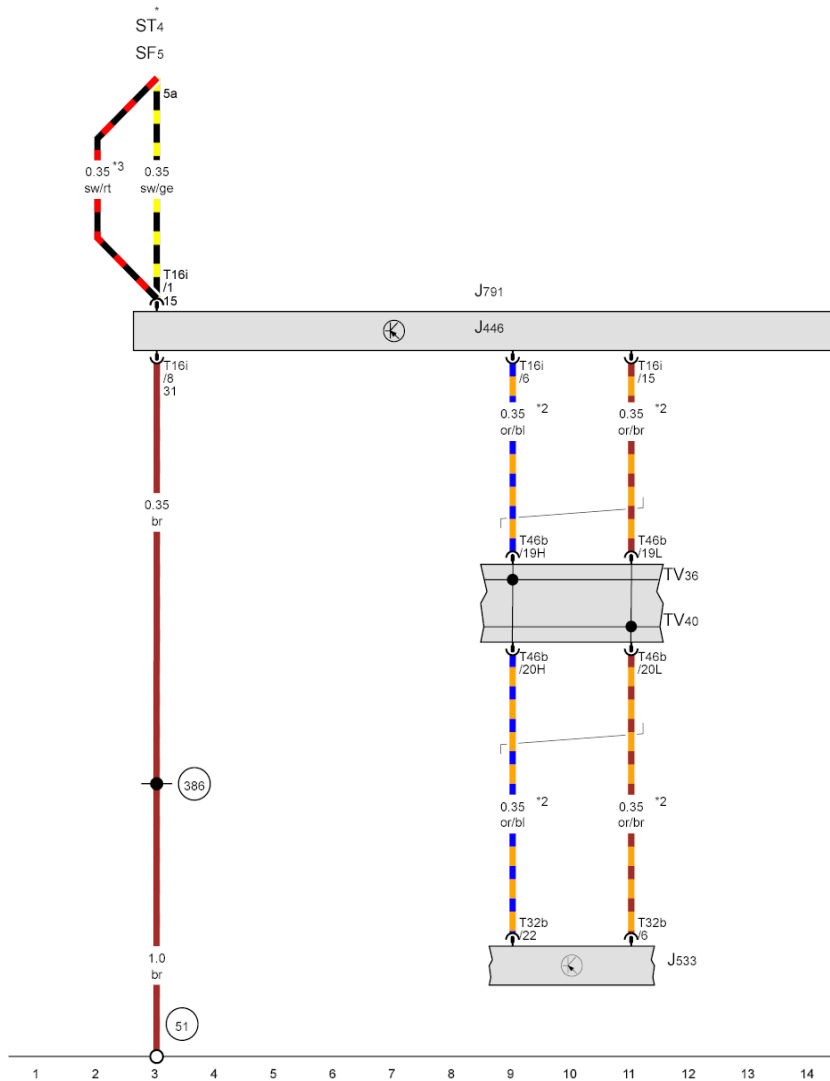 *
ST4
SF5
5a
0.35 *3
sw/rt
0.35
sw/ge
T16i
/1
15
J791
J446
T16i
/8
31
T16i
/6
T16i
/15
0.35 *2
or/bl
0.35 *2
or/br
0.35
br
T46b
/19H
T46b
/19L
TV36
TV40
T46b
/20H
T46b
/20L
386
0.35 *2
or/bl
0.35 *2
or/br
T32b
/22
T32b
/6
J533
1.0
br
51
1 2 3 4 5 6 7 8 9 10 11 12 13 14